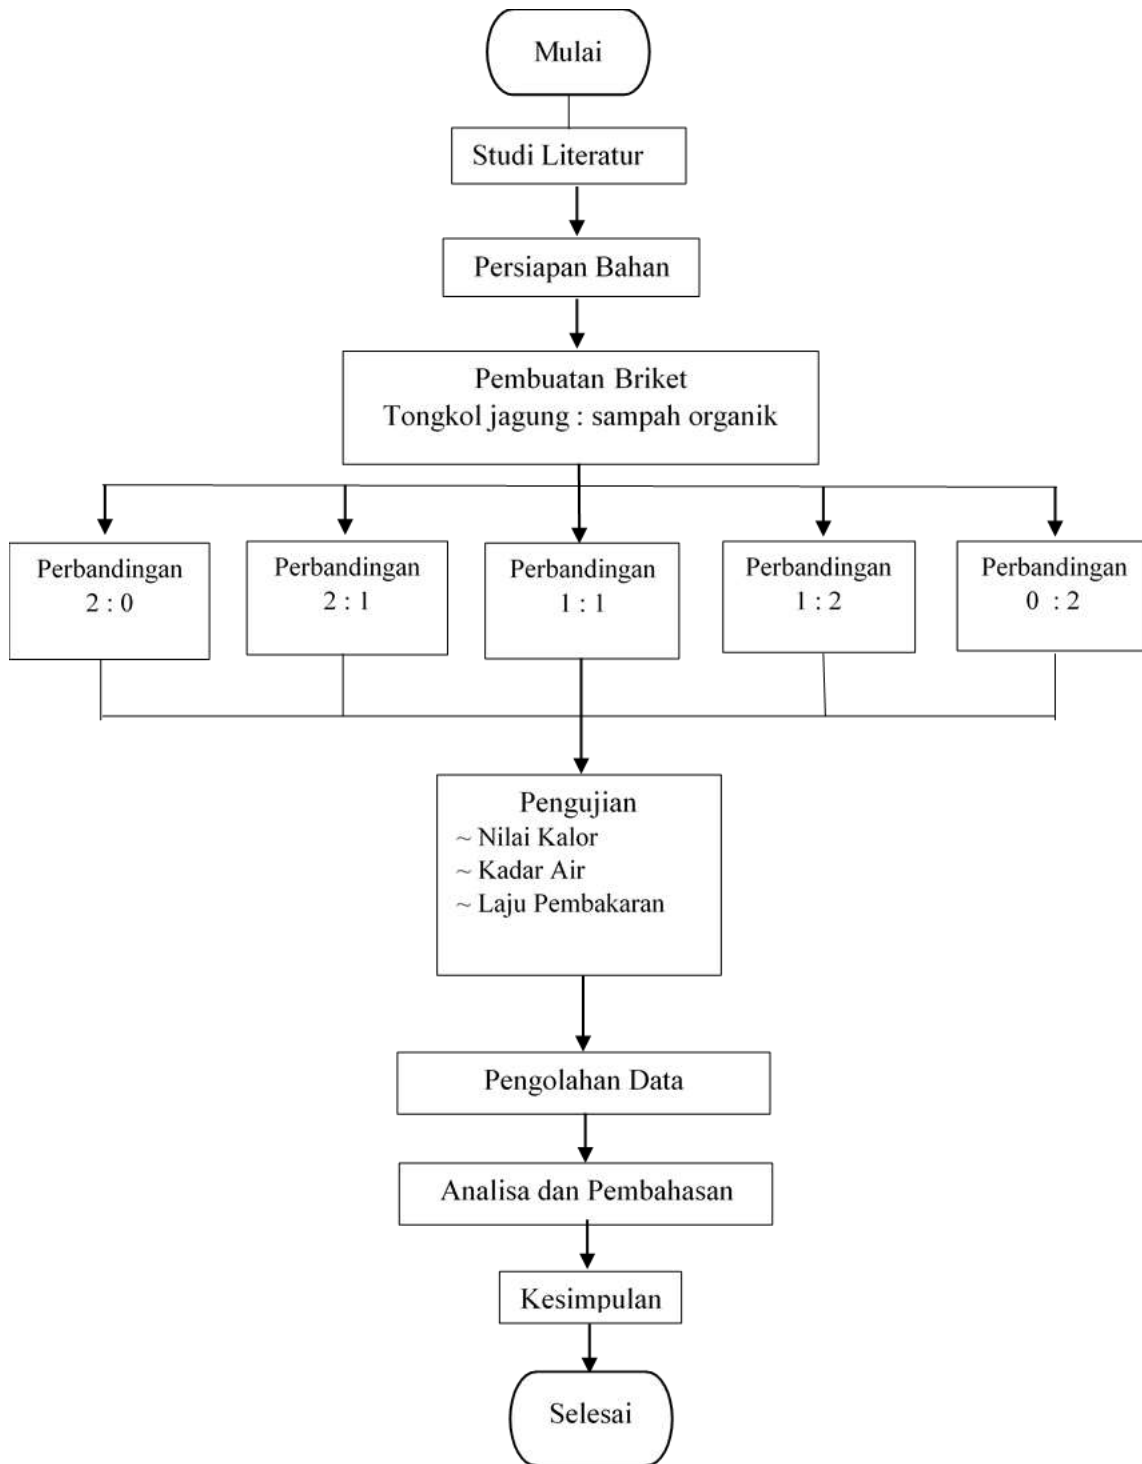 Mulai
Studi Literatur
Persiapan Bahan
Pembuatan Briket
Tongkol jagung : sampah organik
Perbandingan
2 : 0
Perbandingan
2 : 1
Perbandingan
1 : 1
Perbandingan
1 : 2
Perbandingan
0 : 2
Pengujian
~ Nilai Kalor
~ Kadar Air
~ Laju Pembakaran
Pengolahan Data
Analisa dan Pembahasan
Kesimpulan
Selesai